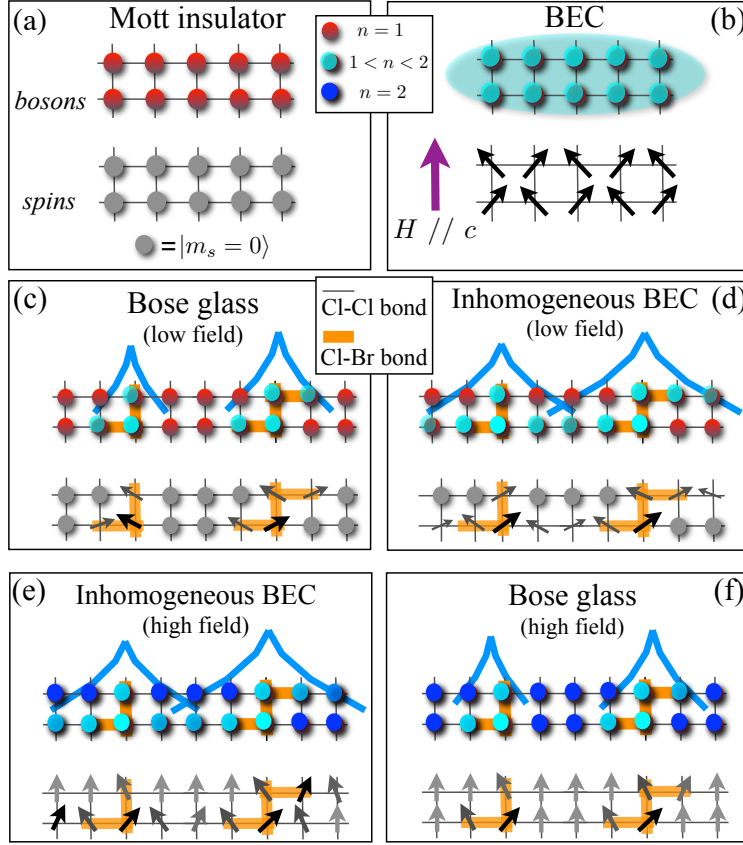 (a)
Mott insulator
bosons
spins
= |m_s = 0⟩
n = 1
1 < n < 2
n = 2
BEC
(b)
H // c
(c)
Bose glass
(low field)
Cl-Cl bond
Cl-Br bond
Inhomogeneous BEC
(d)
(low field)
(e)
Inhomogeneous BEC
(high field)
Bose glass
(f)
(high field)